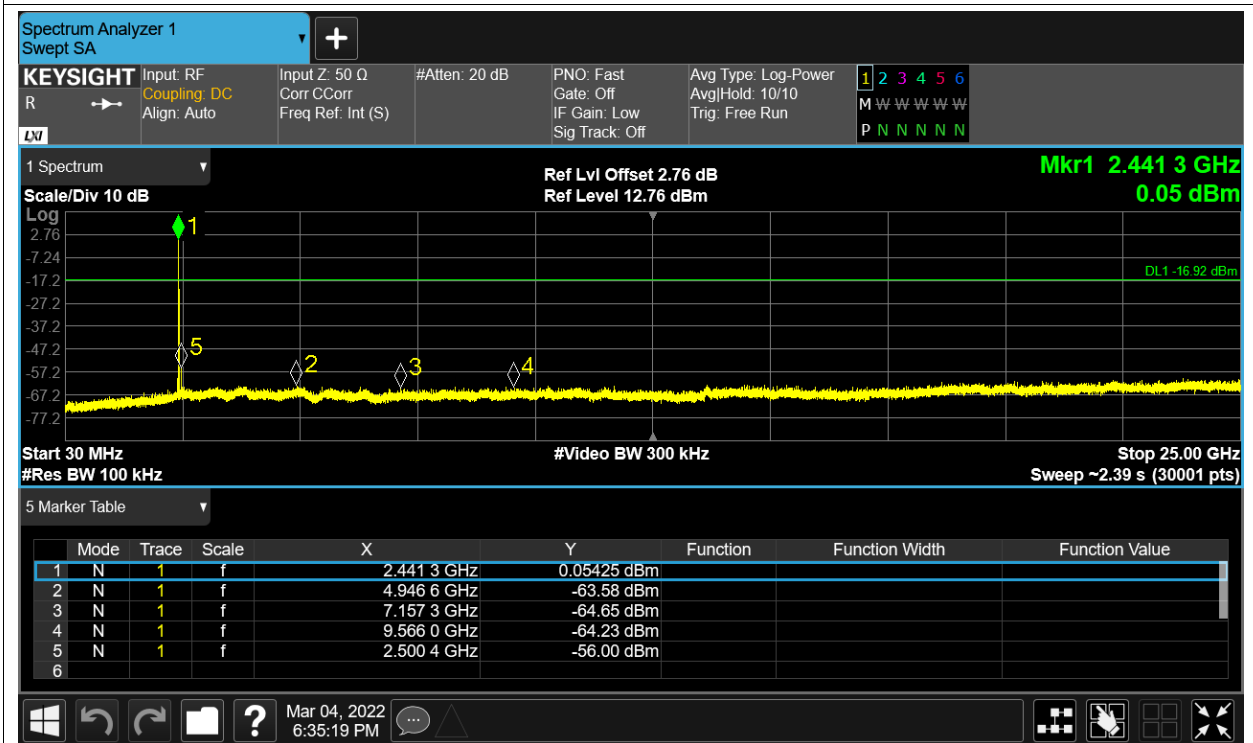 Spectrum Analyzer 1
Swept SA
KEYSIGHT Input: RF Input Z: 50 Ω #Atten: 20 dB PNO: Fast Avg Type: Log-Power 1 2 3 4 5 6
R Coupling: DC Corr CCorr Gate: Off Avg|Hold: 10/10 M W W W W W
Align: Auto Freq Ref: Int (S) IF Gain: Low Trig: Free Run
LXI Sig Track: Off P N N N N N
1 Spectrum Ref Lvl Offset 2.76 dB Mkr1 2.441 3 GHz
Scale/Div 10 dB Ref Level 12.76 dBm 0.05 dBm
Log
1
2.76
-7.24
DL1 -16.92 dBm
-17.2
-27.2
-37.2
-47.2 5
-57.2 2 3 4
-67.2
-77.2
Start 30 MHz #Video BW 300 kHz Stop 25.00 GHz
#Res BW 100 kHz Sweep ~2.39 s (30001 pts)
5 Marker Table
Mode Trace Scale X Y Function Function Width Function Value
1 N 1 f 2.441 3 GHz 0.05425 dBm
2 N 1 f 4.946 6 GHz -63.58 dBm
3 N 1 f 7.157 3 GHz -64.65 dBm
4 N 1 f 9.566 0 GHz -64.23 dBm
5 N 1 f 2.500 4 GHz -56.00 dBm
6
? Mar 04, 2022
6:35:19 PM